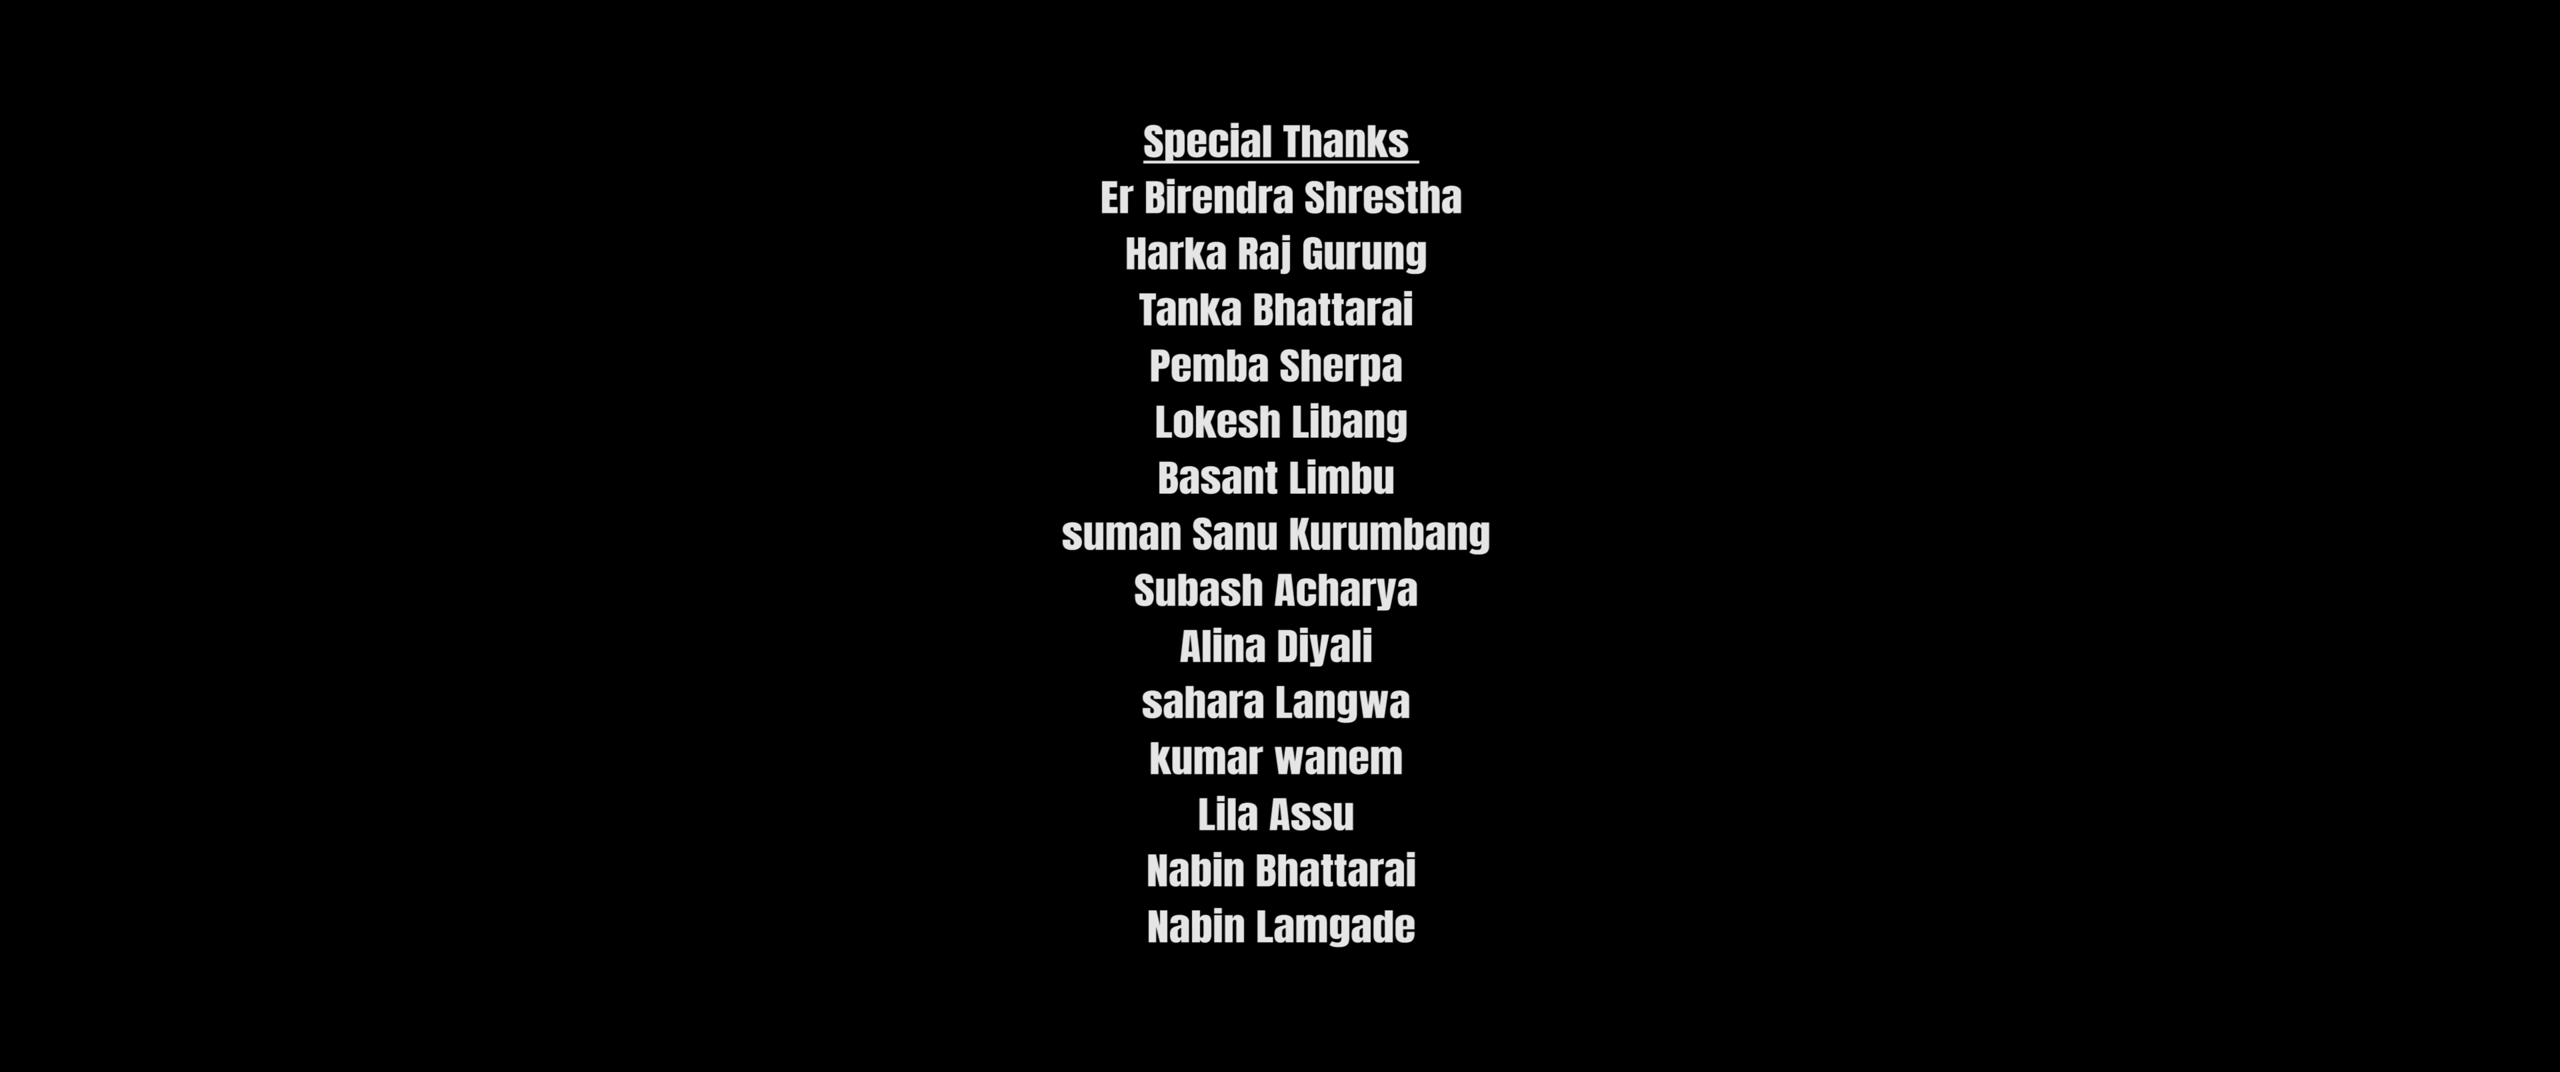 Special Thanks
Er Birendra Shrestha
Harka Raj Gurung
Tanka Bhattarai
Pemba Sherpa
Lokesh Libang
Basant Limbu
suman Sanu Kurumbang
Subash Acharya
Alina Diyali
sahara Langwa
kumar wanem
Lila Assu
Nabin Bhattarai
Nabin Lamgade